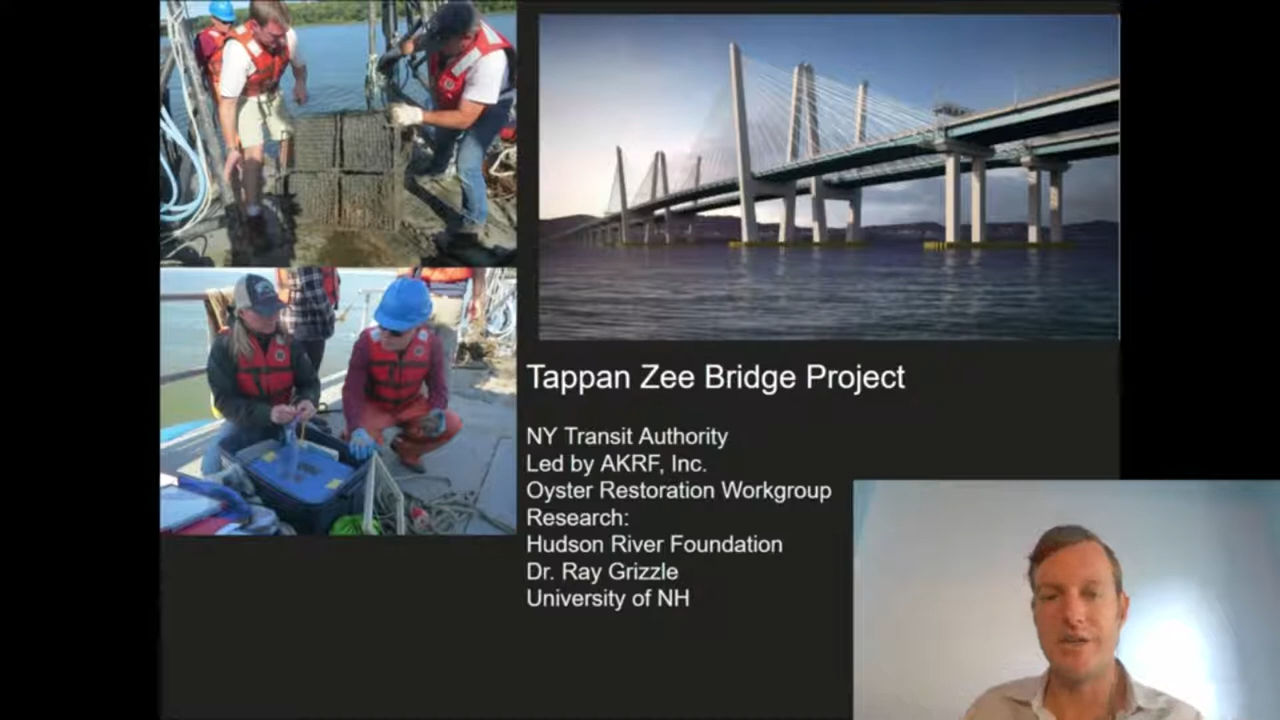 Tappan Zee Bridge Project
NY Transit Authority
Led by AKRF, Inc.
Oyster Restoration Workgroup
Research:
Hudson River Foundation
Dr. Ray Grizzle
University of NH